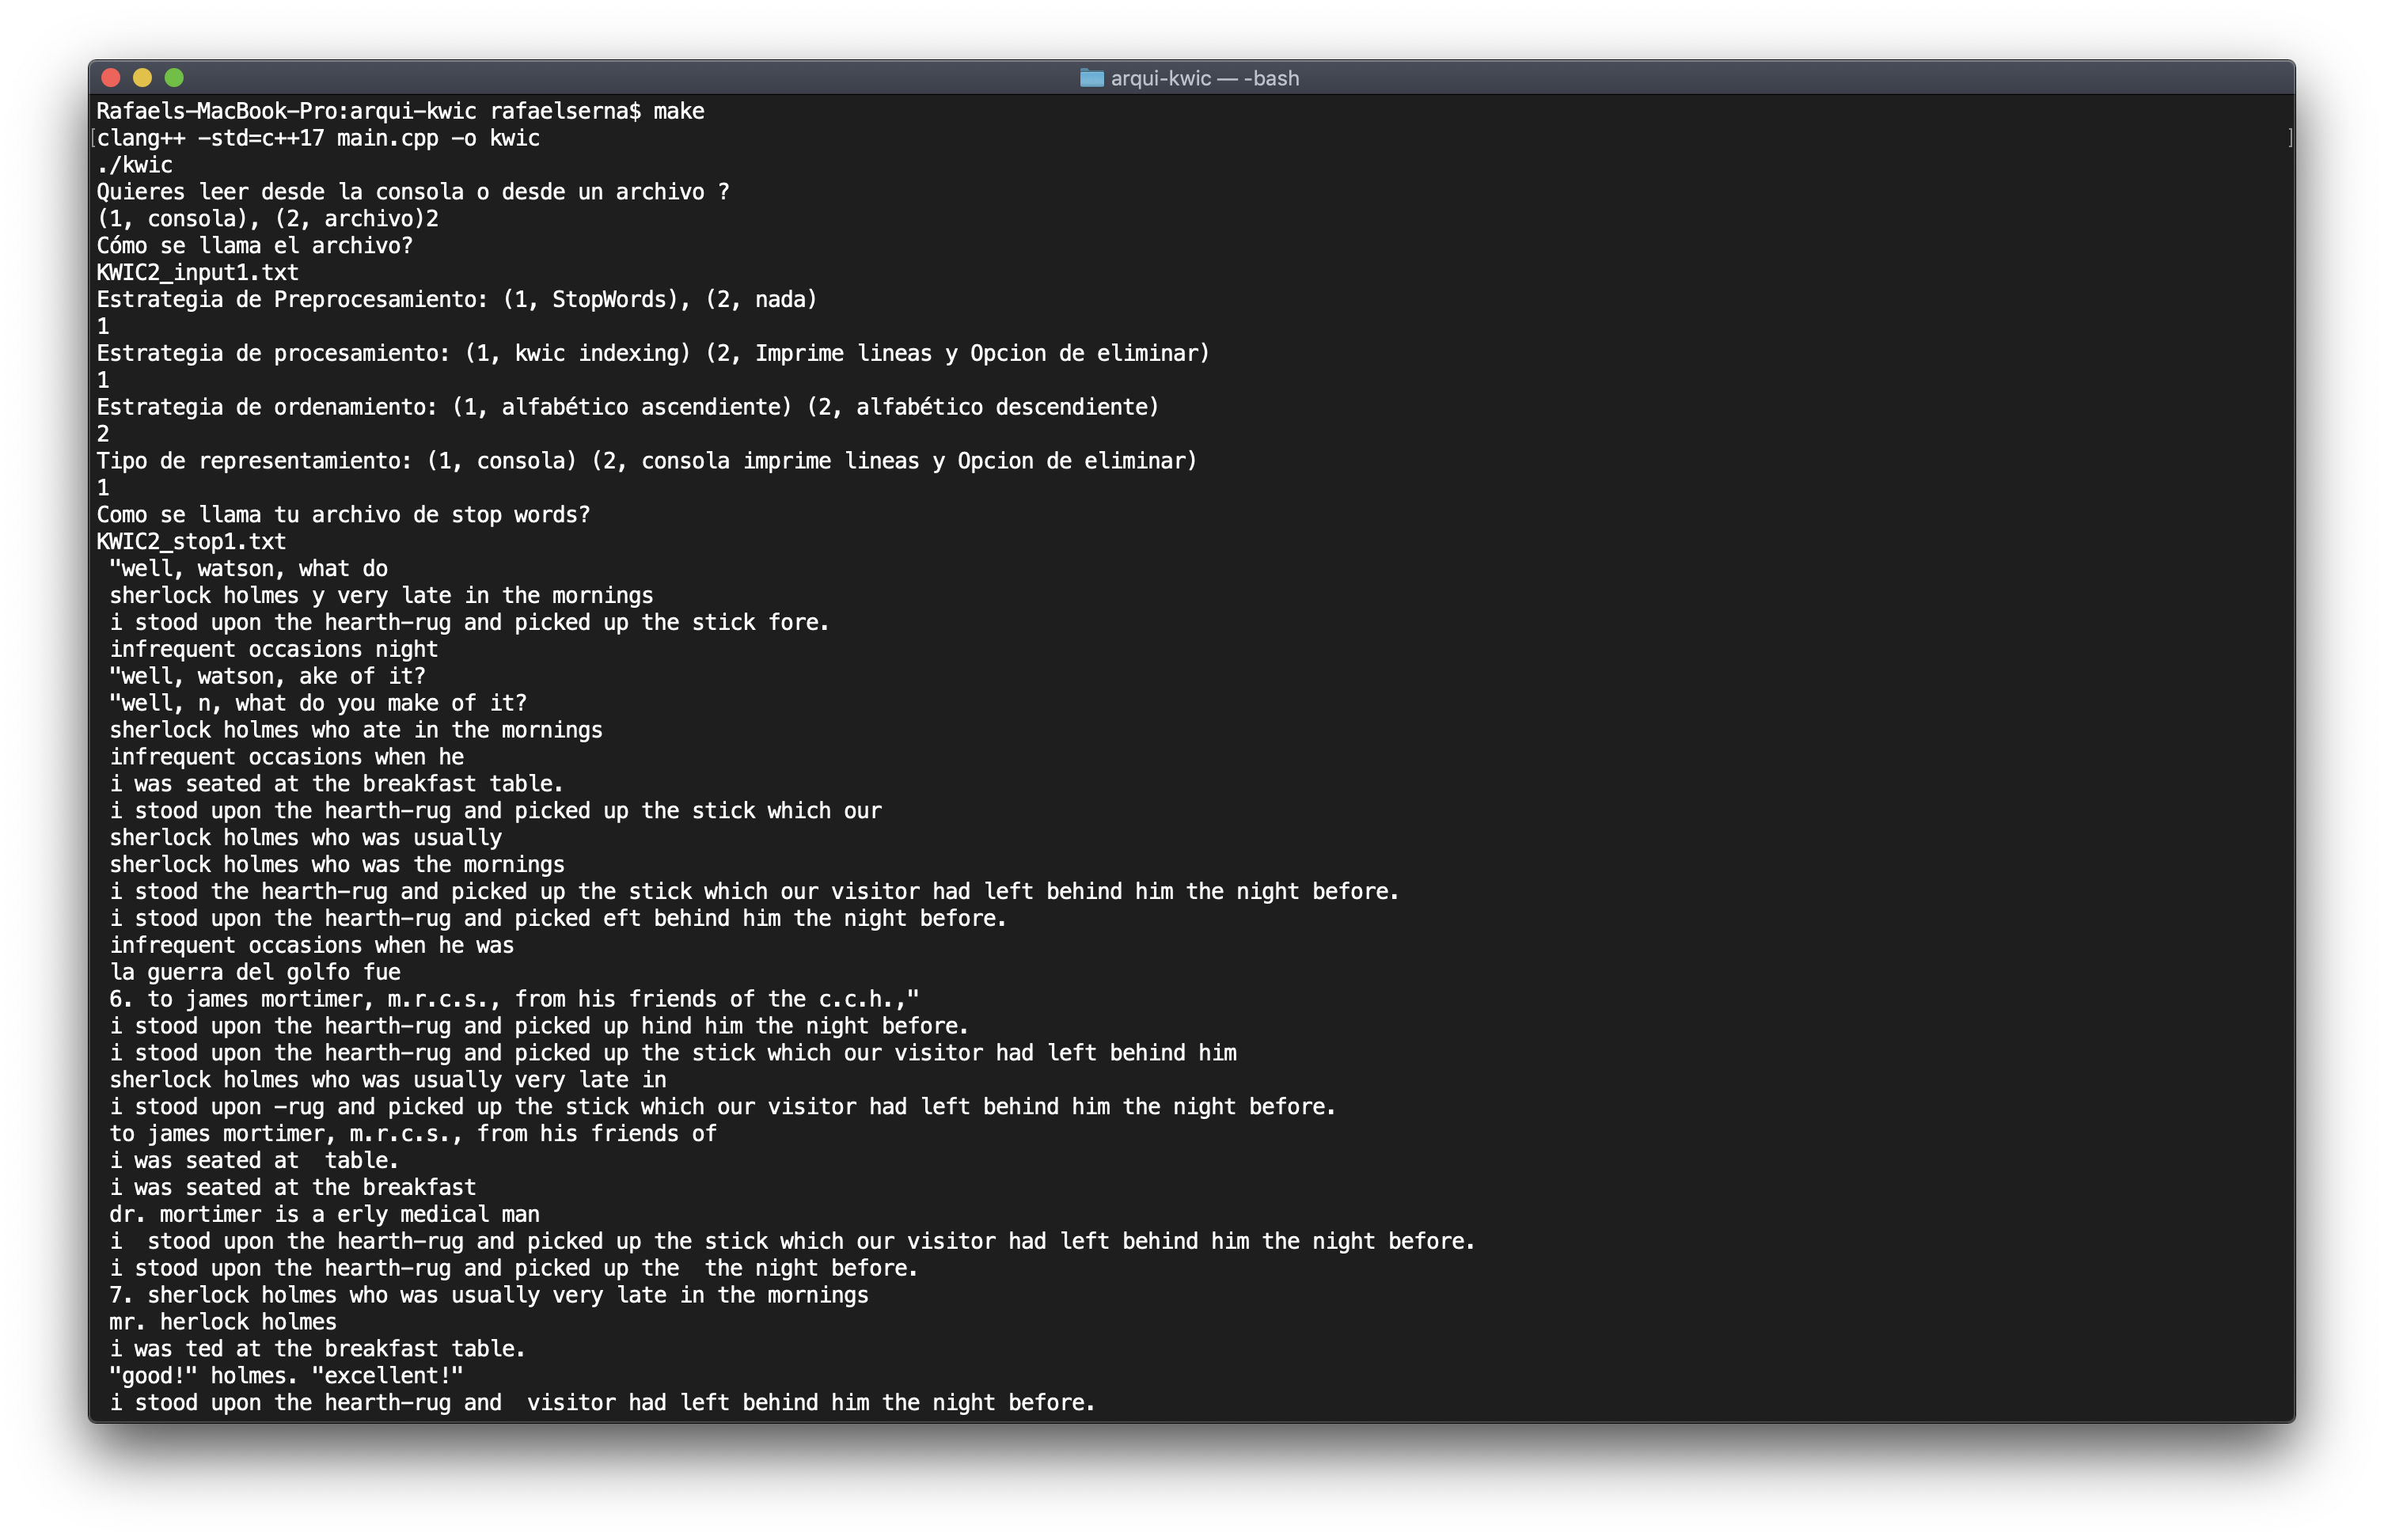 arqui-kwic — -bash
Rafaels-MacBook-Pro:arqui-kwic rafaelserna$ make
[clang++ -std=c++17 main.cpp -o kwic ]
./kwic
Quieres leer desde la consola o desde un archivo ?
(1, consola), (2, archivo)2
Cómo se llama el archivo?
KWIC2_input1.txt
Estrategia de Preprocesamiento: (1, StopWords), (2, nada)
1
Estrategia de procesamiento: (1, kwic indexing) (2, Imprime lineas y Opcion de eliminar)
1
Estrategia de ordenamiento: (1, alfabético ascendiente) (2, alfabético descendiente)
2
Tipo de representamiento: (1, consola) (2, consola imprime lineas y Opcion de eliminar)
1
Como se llama tu archivo de stop words?
KWIC2_stop1.txt
"well, watson, what do
sherlock holmes y very late in the mornings
i stood upon the hearth-rug and picked up the stick fore.
infrequent occasions night
"well, watson, ake of it?
"well, n, what do you make of it?
sherlock holmes who ate in the mornings
infrequent occasions when he
i was seated at the breakfast table.
i stood upon the hearth-rug and picked up the stick which our
sherlock holmes who was usually
sherlock holmes who was the mornings
i stood the hearth-rug and picked up the stick which our visitor had left behind him the night before.
i stood upon the hearth-rug and picked eft behind him the night before.
infrequent occasions when he was
la guerra del golfo fue
6. to james mortimer, m.r.c.s., from his friends of the c.c.h.,"
i stood upon the hearth-rug and picked up hind him the night before.
i stood upon the hearth-rug and picked up the stick which our visitor had left behind him
sherlock holmes who was usually very late in
i stood upon -rug and picked up the stick which our visitor had left behind him the night before.
to james mortimer, m.r.c.s., from his friends of
i was seated at  table.
i was seated at the breakfast
dr. mortimer is a erly medical man
i  stood upon the hearth-rug and picked up the stick which our visitor had left behind him the night before.
i stood upon the hearth-rug and picked up the  the night before.
7. sherlock holmes who was usually very late in the mornings
mr. herlock holmes
i was ted at the breakfast table.
"good!" holmes. "excellent!"
i stood upon the hearth-rug and  visitor had left behind him the night before.